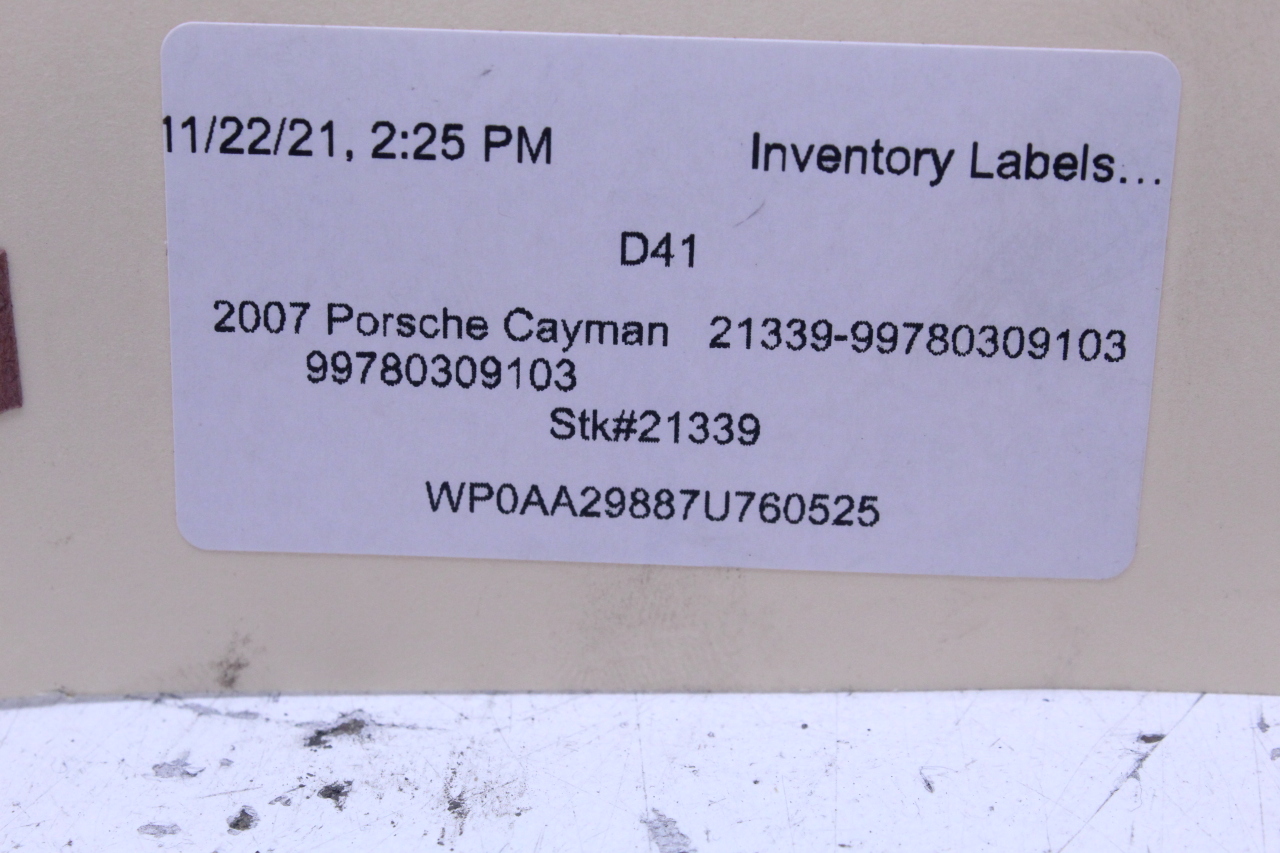 11/22/21, 2:25 PM Inventory Labels...
D41
2007 Porsche Cayman 21339-99780309103
99780309103
Stk#21339
WP0AA29887U760525